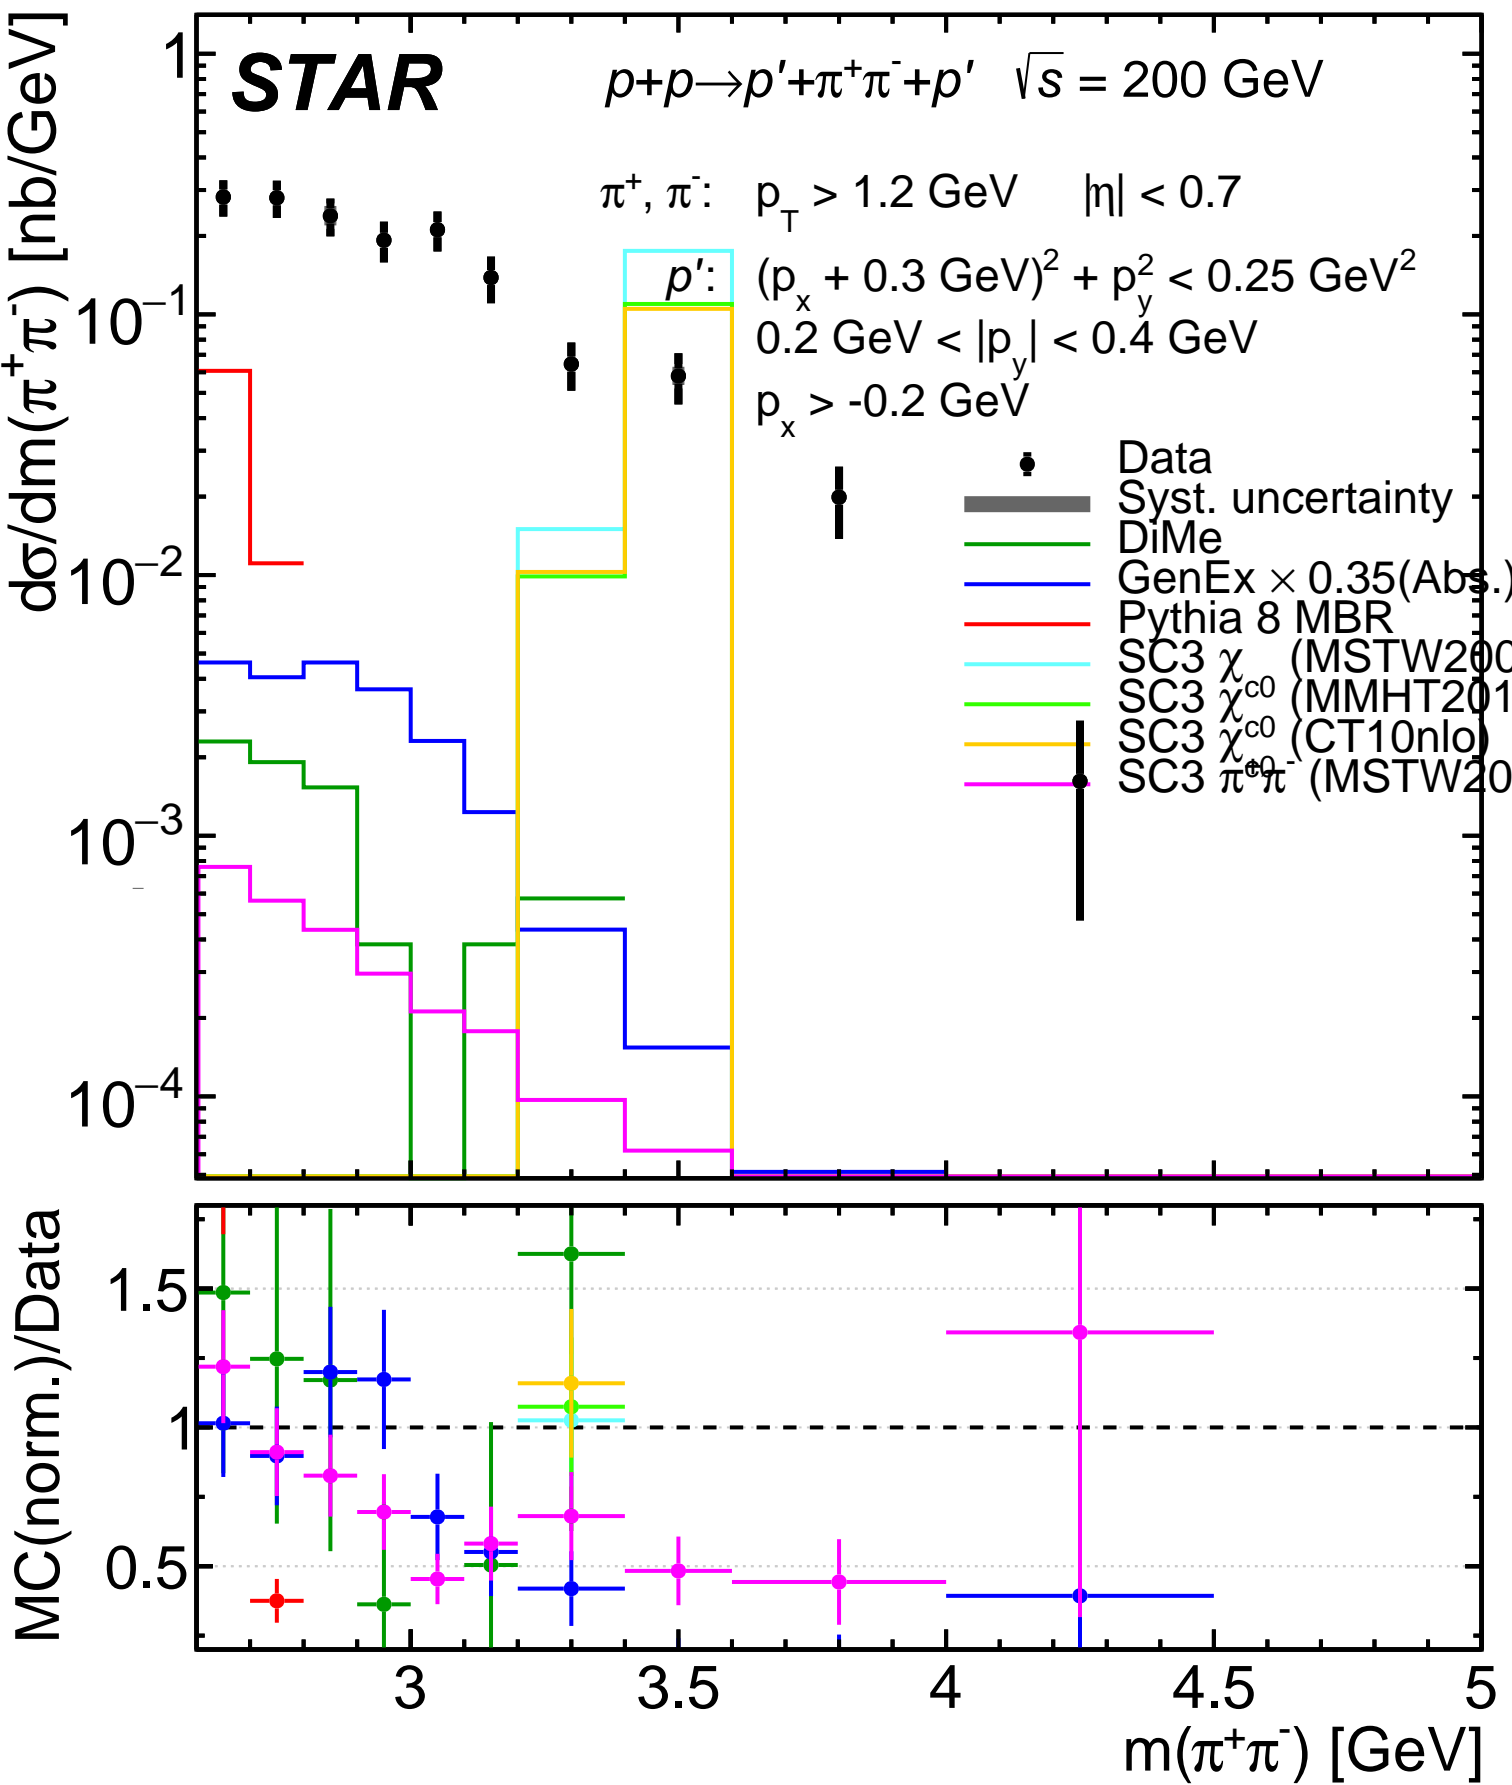 STAR p+p→p′+π⁺π⁻+p′ √s = 200 GeV
π⁺, π⁻: p_T > 1.2 GeV |η| < 0.7
p′: (p_x + 0.3 GeV)² + p_y² < 0.25 GeV²
0.2 GeV < |p_y| < 0.4 GeV
p_x > -0.2 GeV
Data
Syst. uncertainty
DiMe
GenEx × 0.35(Abs.)
Pythia 8 MBR
SC3 χ_c0 (MSTW200
SC3 χ_c0 (MMHT201
SC3 χ_c0 (CT10nlo)
SC3 π⁺π⁻ (MSTW20
dσ/dm(π⁺π⁻) [nb/GeV]
1
10⁻¹
10⁻²
10⁻³
10⁻⁴
MC(norm.)/Data
1.5
1
0.5
3 3.5 4 4.5 5
m(π⁺π⁻) [GeV]